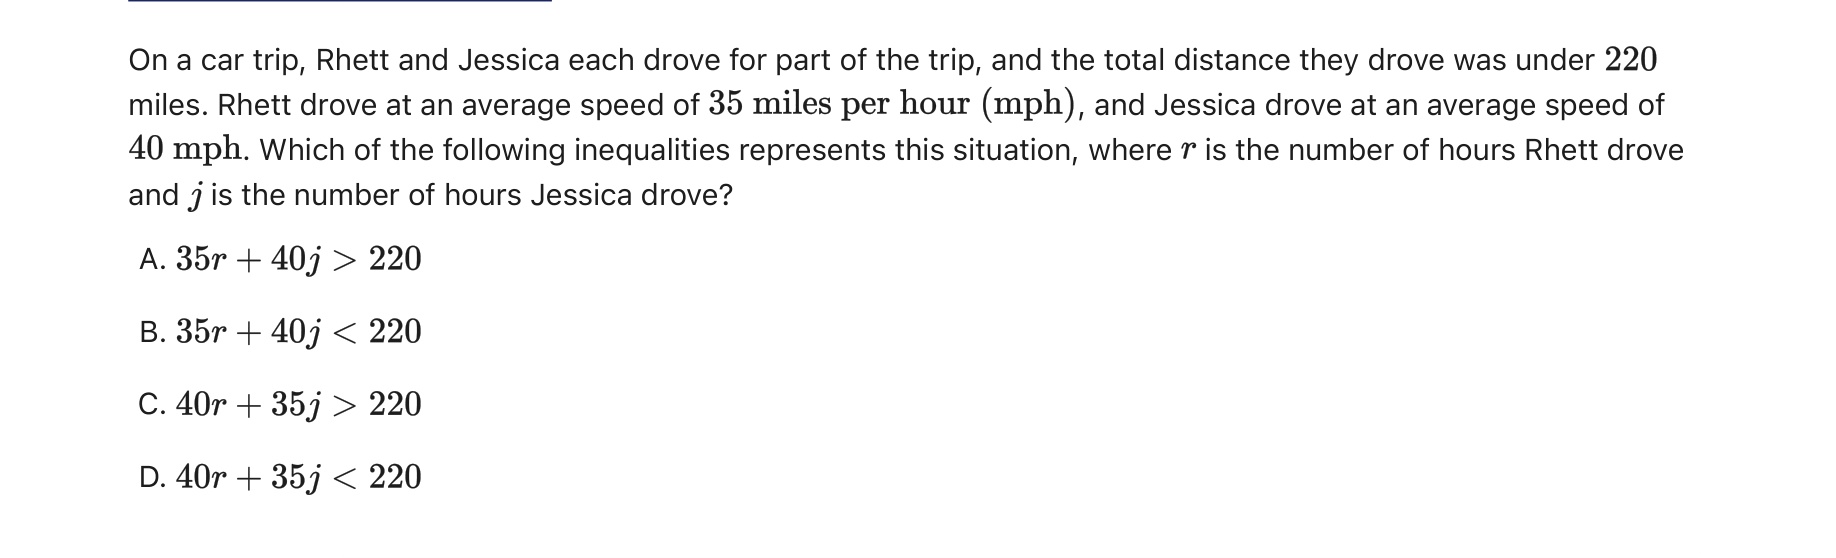 On a car trip, Rhett and Jessica each drove for part of the trip, and the total distance they drove was under 220
miles. Rhett drove at an average speed of 35 miles per hour (mph), and Jessica drove at an average speed of
40 mph. Which of the following inequalities represents this situation, where r is the number of hours Rhett drove
and j is the number of hours Jessica drove?
A. 35r + 40j > 220
B. 35r + 40j < 220
C. 40r + 35j > 220
D. 40r + 35j < 220